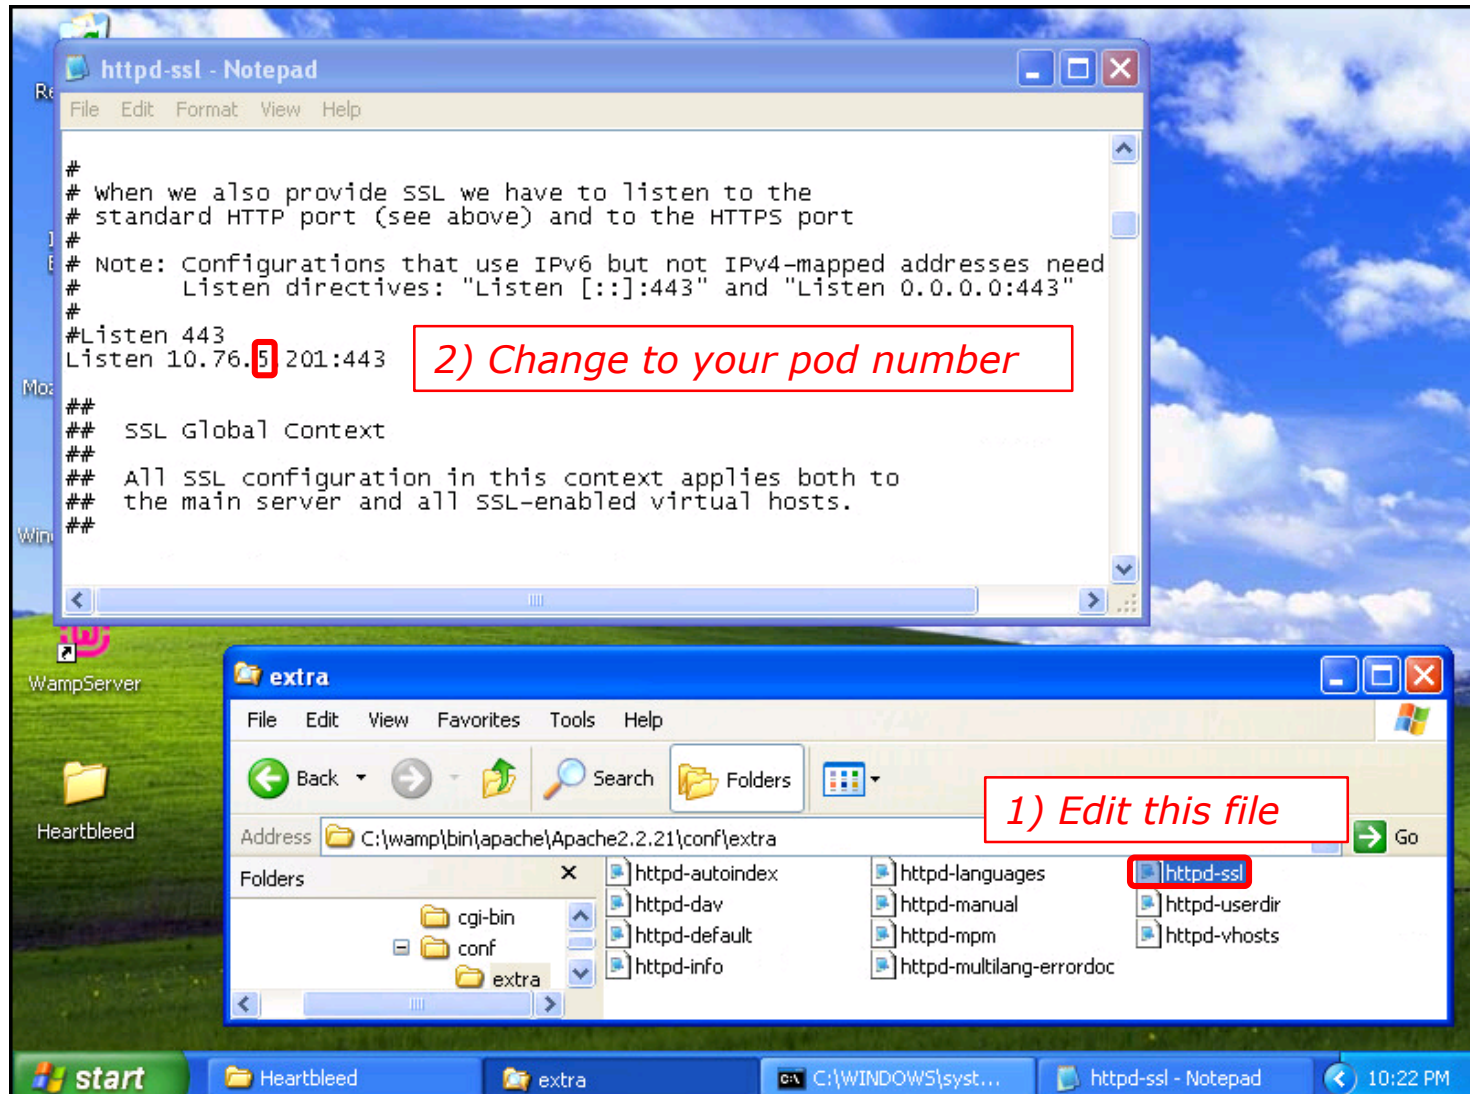 httpd-ssl - Notepad
File Edit Format View Help
#
# When we also provide SSL we have to listen to the
# standard HTTP port (see above) and to the HTTPS port
#
# Note: Configurations that use IPv6 but not IPv4-mapped addresses need
#       Listen directives: "Listen [::]:443" and "Listen 0.0.0.0:443"
#
#Listen 443
Listen 10.76.5.201:443
2) Change to your pod number
##
##  SSL Global Context
##
##  All SSL configuration in this context applies both to
##  the main server and all SSL-enabled virtual hosts.
##
WampServer
Heartbleed
extra
File Edit View Favorites Tools Help
Back Search Folders
1) Edit this file
Address C:\wamp\bin\apache\Apache2.2.21\conf\extra Go
Folders
cgi-bin
conf
extra
httpd-autoindex
httpd-dav
httpd-default
httpd-info
httpd-languages
httpd-manual
httpd-mpm
httpd-multilang-errordoc
httpd-ssl
httpd-userdir
httpd-vhosts
start Heartbleed extra C:\WINDOWS\syst... httpd-ssl - Notepad 10:22 PM